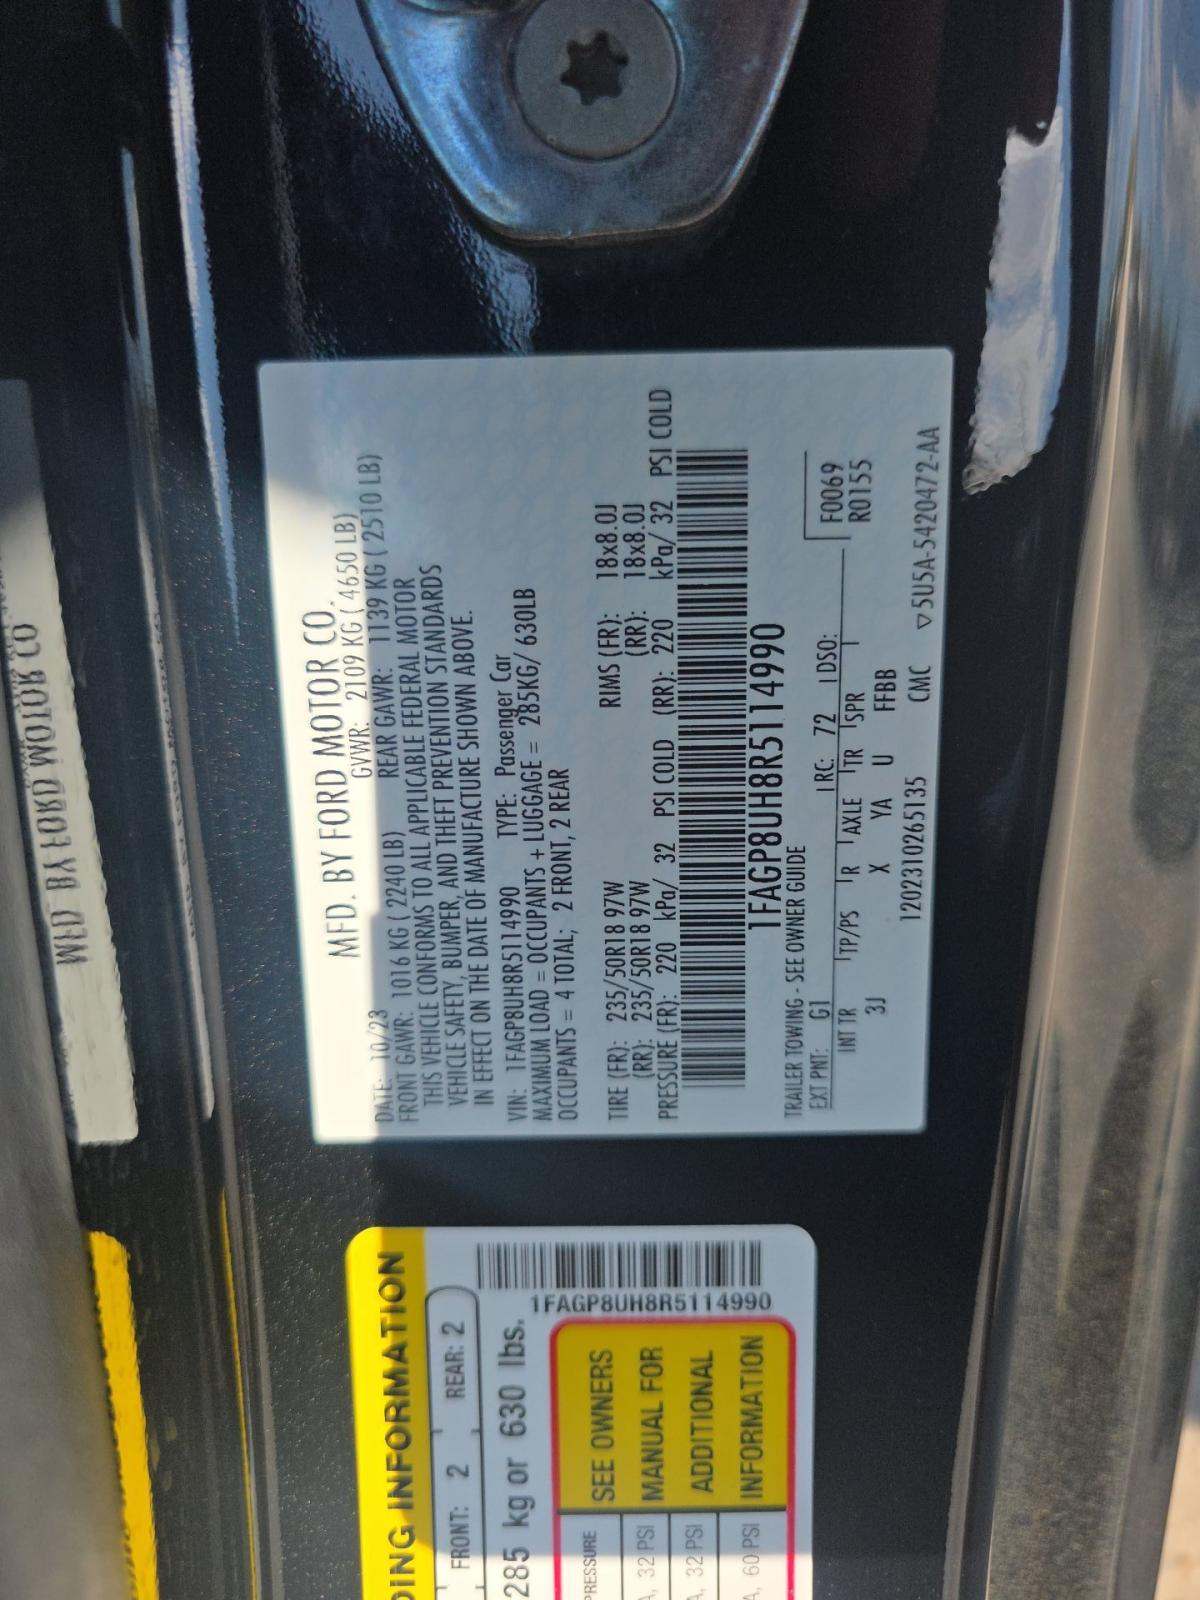 MFD. BY FORD MOTOR CO.
DATE: 10/23 GVWR: 2109 KG ( 4650 LB)
FRONT GAWR: 1016 KG ( 2240 LB) REAR GAWR: 1139 KG ( 2510 LB)
THIS VEHICLE CONFORMS TO ALL APPLICABLE FEDERAL MOTOR
VEHICLE SAFETY, BUMPER, AND THEFT PREVENTION STANDARDS
IN EFFECT ON THE DATE OF MANUFACTURE SHOWN ABOVE.
VIN: 1FAGP8UH8R5114990 TYPE: Passenger Car
MAXIMUM LOAD = OCCUPANTS + LUGGAGE = 285KG/ 630LB
OCCUPANTS = 4 TOTAL; 2 FRONT, 2 REAR
TIRE (FR): 235/50R18 97W RIMS (FR): 18x8.0J
(RR): 235/50R18 97W (RR): 18x8.0J
PRESSURE (FR): 220 kPa/ 32 PSI COLD (RR): 220 kPa/ 32 PSI COLD
1FAGP8UH8R5114990
TRAILER TOWING - SEE OWNER GUIDE
EXT PNT: G1 RC: 72 DSO: F0069
R0155
INT TR TP/PS R AXLE TR SPR
3J X YA U FFBB
120231026513​5 CMC ▽5U5A-5420472-AA
DING INFORMATION
FRONT: 2 REAR: 2
285 kg or 630 lbs.
1FAGP8UH8R5114990
PRESSURE SEE OWNERS
A, 32 PSI MANUAL FOR
A, 32 PSI ADDITIONAL
A, 60 PSI INFORMATION